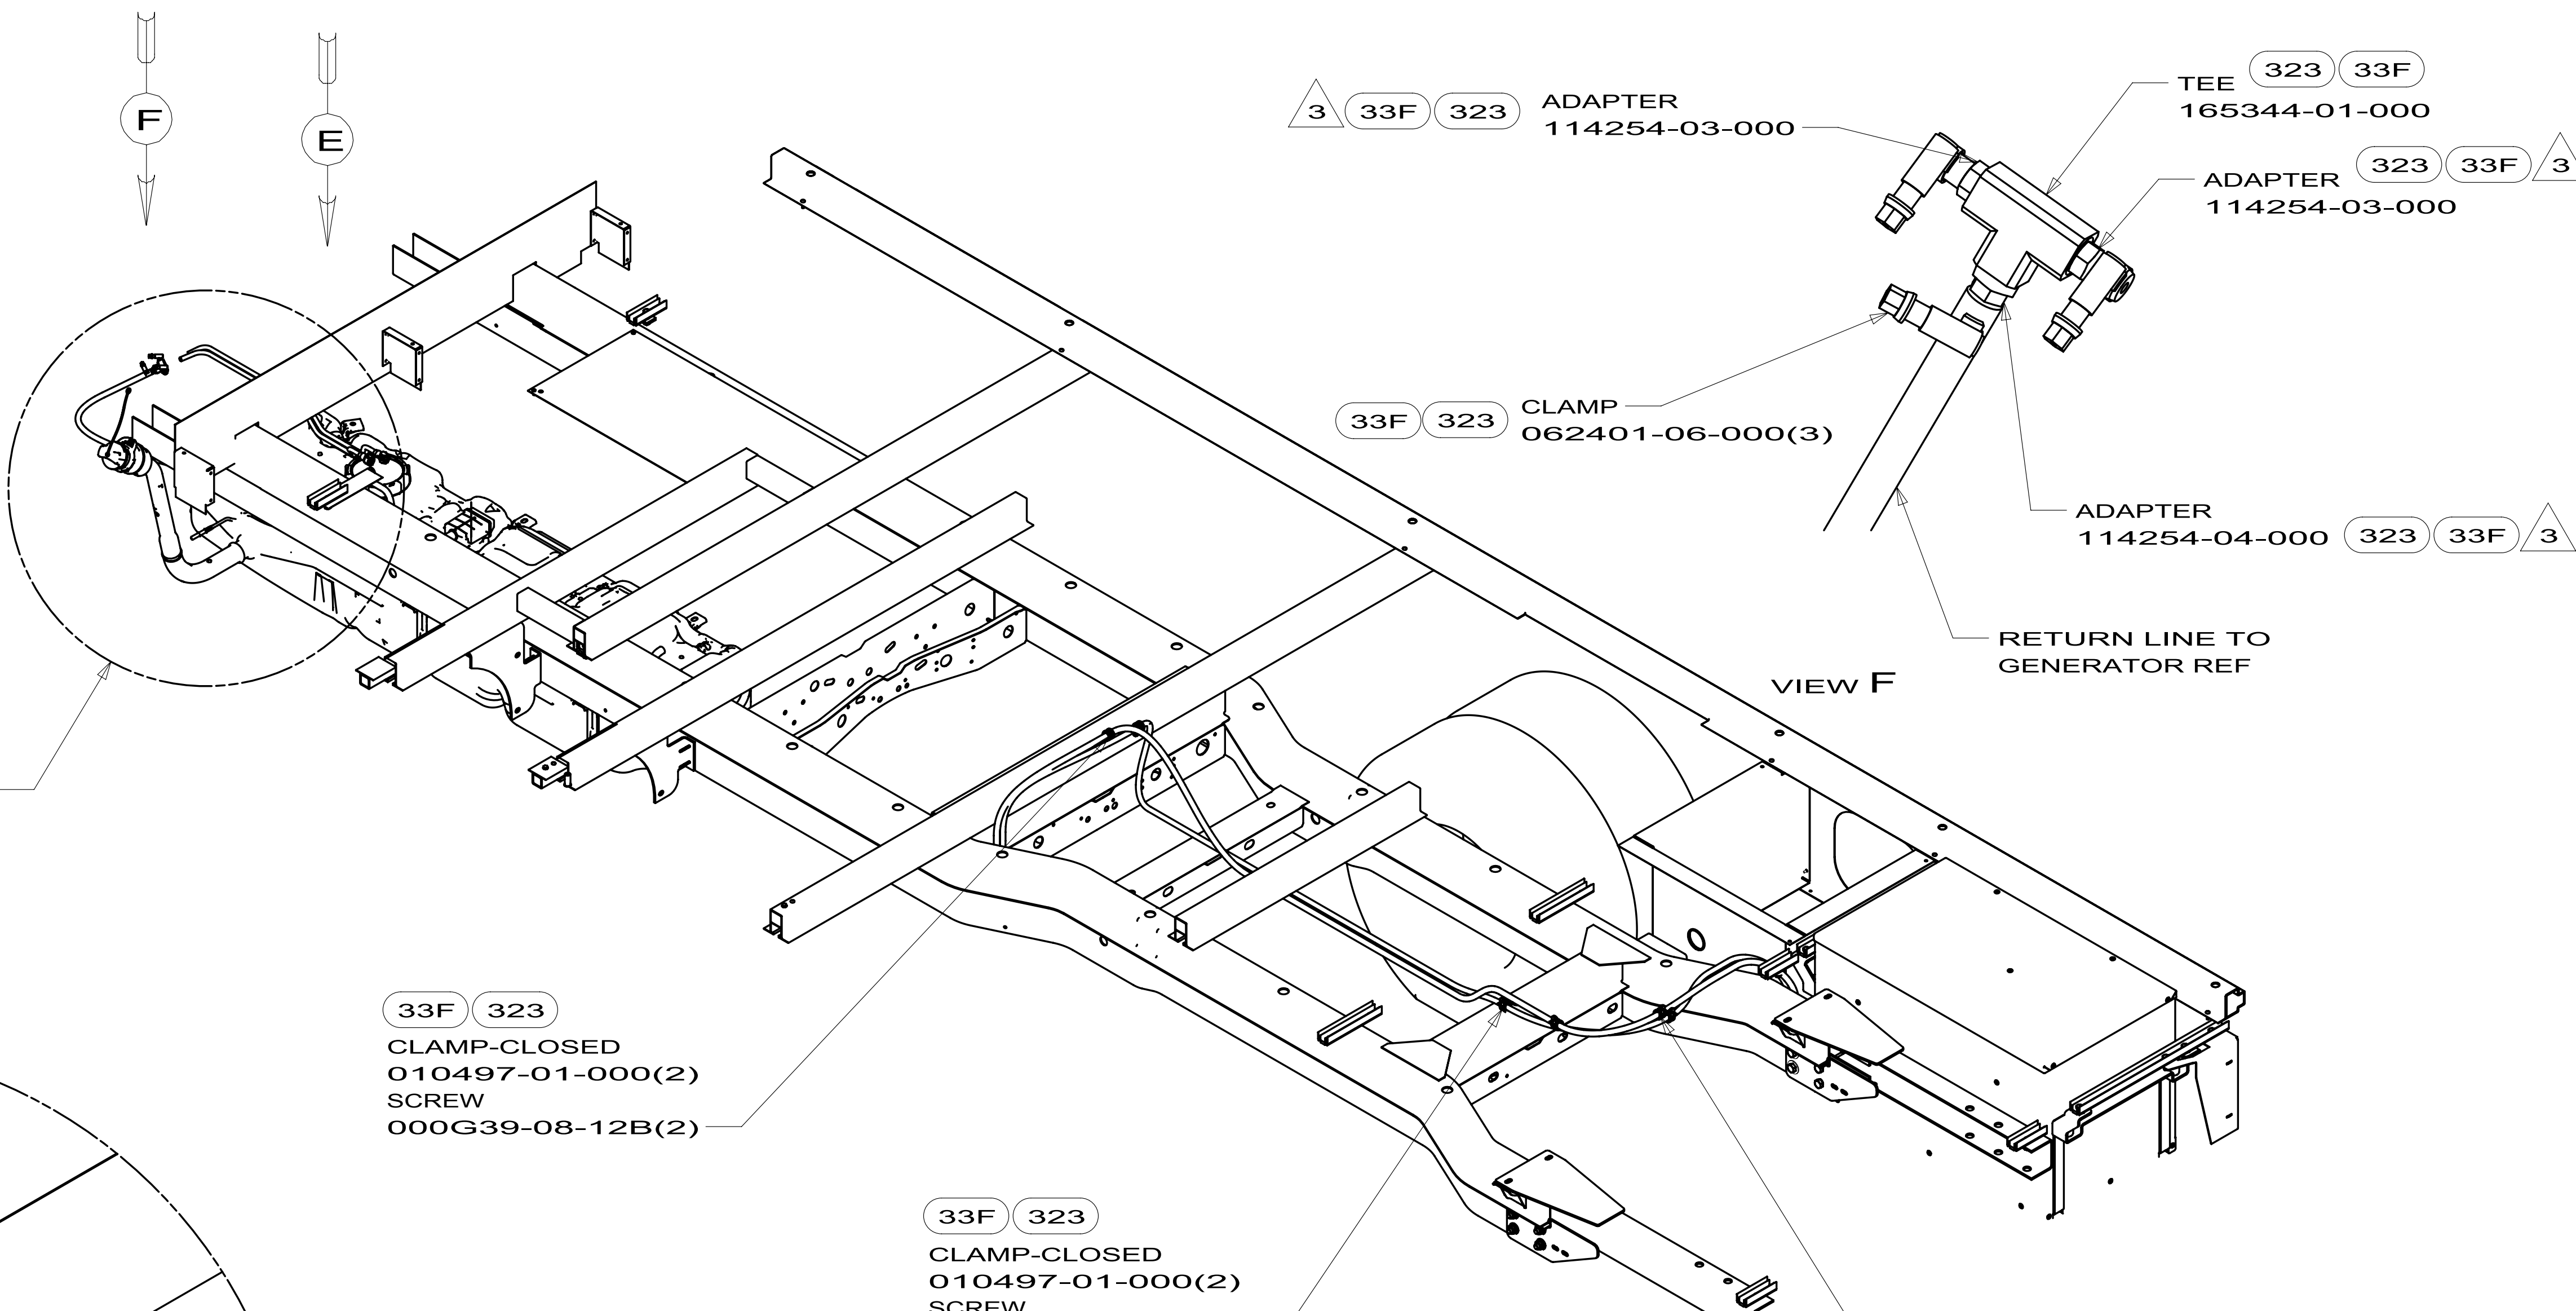 F
E
3 33F 323 ADAPTER
114254-03-000
TEE 323 33F
165344-01-000
ADAPTER 323 33F 3
114254-03-000
33F 323 CLAMP
062401-06-000(3)
ADAPTER
114254-04-000 323 33F 3
RETURN LINE TO
GENERATOR REF
VIEW F
33F 323
CLAMP-CLOSED
010497-01-000(2)
SCREW
000G39-08-12B(2)
33F 323
CLAMP-CLOSED
010497-01-000(2)
SCREW